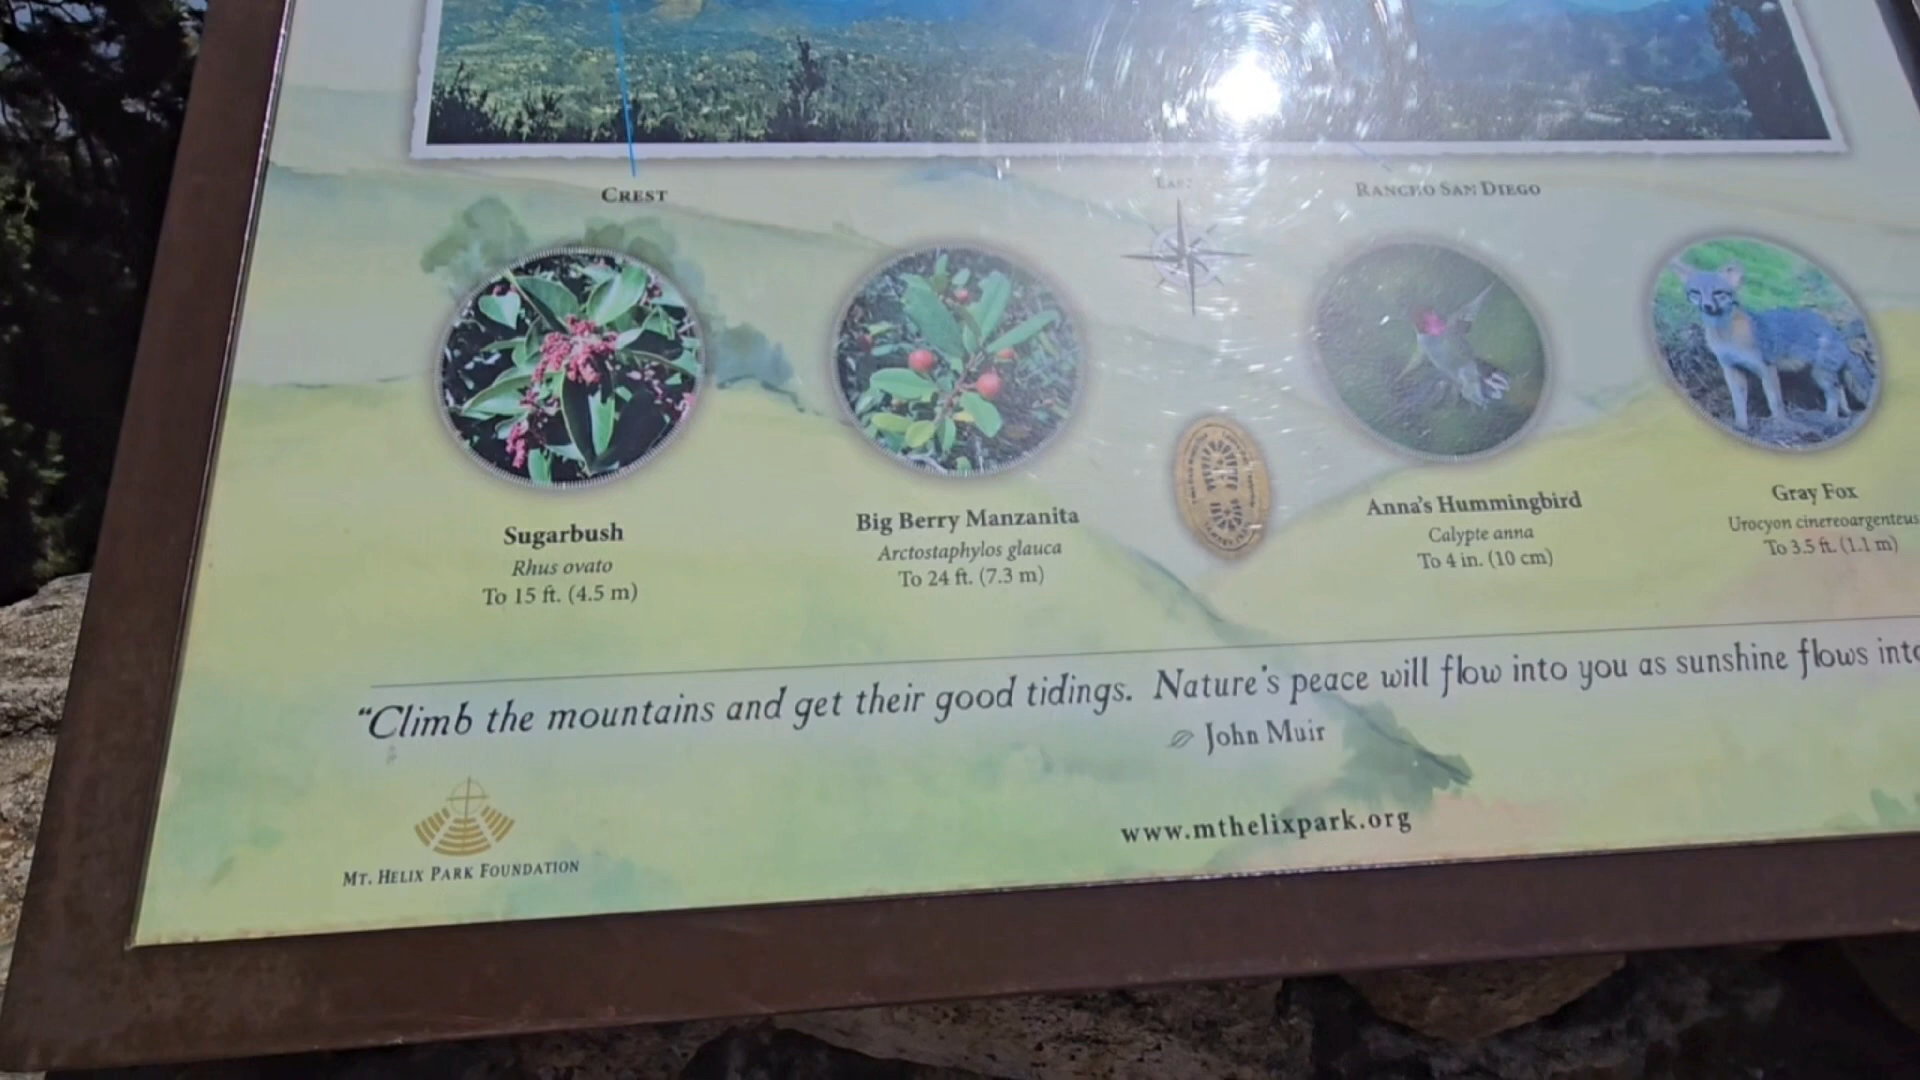 CREST
EAST
RANCHO SAN DIEGO
Sugarbush
Rhus ovato
To 15 ft. (4.5 m)
Big Berry Manzanita
Arctostaphylos glauca
To 24 ft. (7.3 m)
Anna's Hummingbird
Calypte anna
To 4 in. (10 cm)
Gray Fox
Urocyon cinereoargenteus
To 3.5 ft. (1.1 m)
"Climb the mountains and get their good tidings. Nature's peace will flow into you as sunshine flows into
John Muir
www.mthelixpark.org
MT. HELIX PARK FOUNDATION